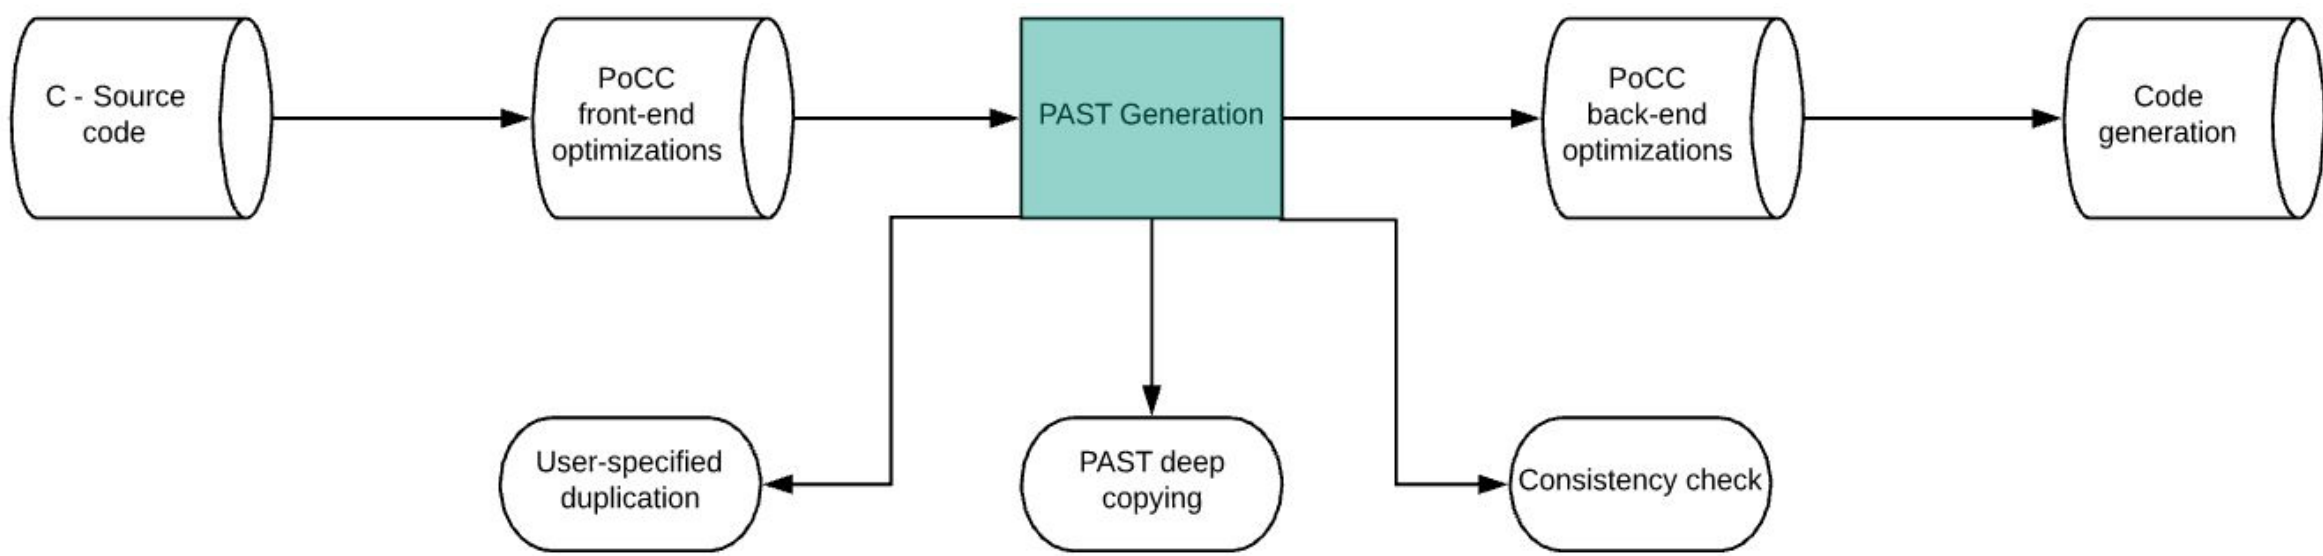 C - Source
code
PoCC
front-end
optimizations
PAST Generation
PoCC
back-end
optimizations
Code
generation
User-specified
duplication
PAST deep
copying
Consistency check